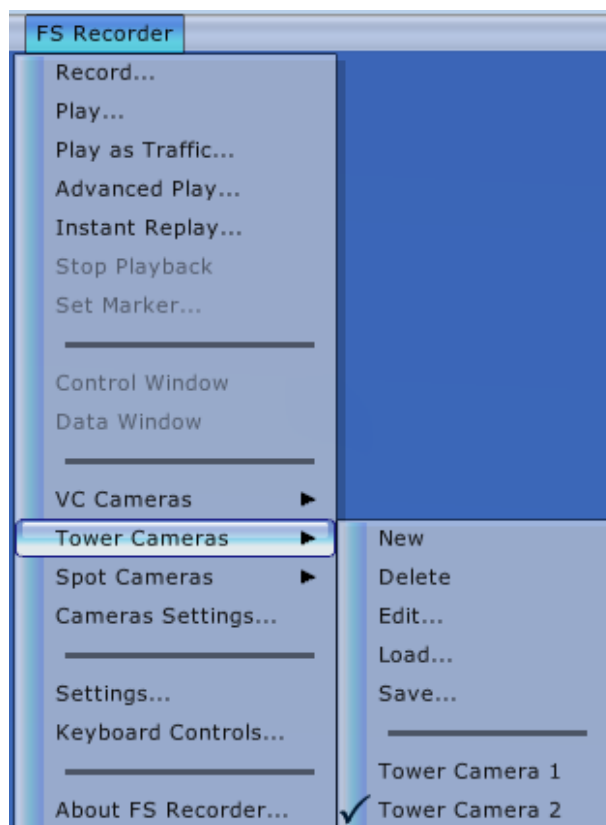 FS Recorder
Record...
Play...
Play as Traffic...
Advanced Play...
Instant Replay...
Stop Playback
Set Marker...
Control Window
Data Window
VC Cameras
Tower Cameras
Spot Cameras
Cameras Settings...
Settings...
Keyboard Controls...
About FS Recorder...
New
Delete
Edit...
Load...
Save...
Tower Camera 1
Tower Camera 2